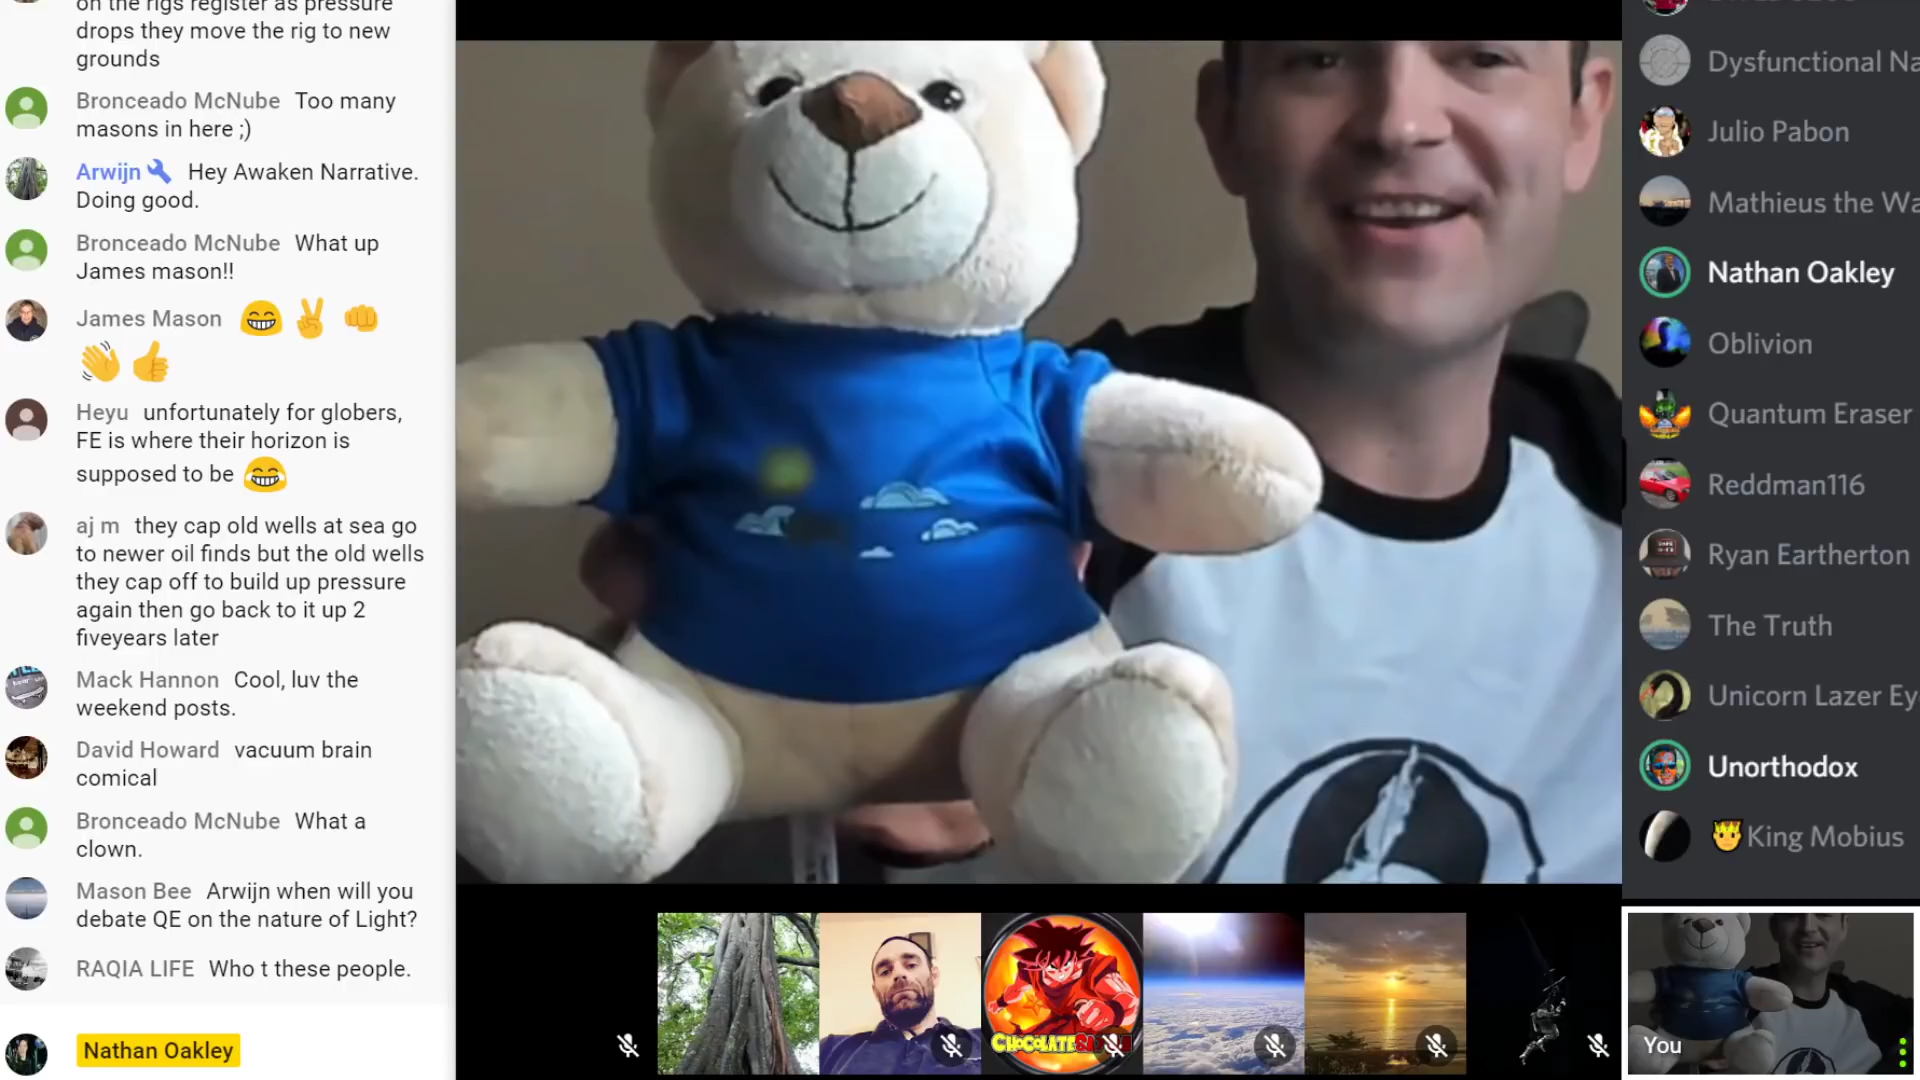 on the rigs register as pressure
drops they move the rig to new
grounds
Bronceado McNube Too many
masons in here ;)
Arwijn Hey Awaken Narrative.
Doing good.
Bronceado McNube What up
James mason!!
James Mason 😁✌👊
👋👍
Heyu unfortunately for globers,
FE is where their horizon is
supposed to be 😂
aj m they cap old wells at sea go
to newer oil finds but the old wells
they cap off to build up pressure
again then go back to it up 2
fiveyears later
Mack Hannon Cool, luv the
weekend posts.
David Howard vacuum brain
comical
Bronceado McNube What a
clown.
Mason Bee Arwijn when will you
debate QE on the nature of Light?
RAQIA LIFE Who t these people.
Nathan Oakley
Dysfunctional Na
Julio Pabon
Mathieus the Wa
Nathan Oakley
Oblivion
Quantum Eraser
Reddman116
Ryan Eartherton
The Truth
Unicorn Lazer Ey
Unorthodox
King Mobius
You